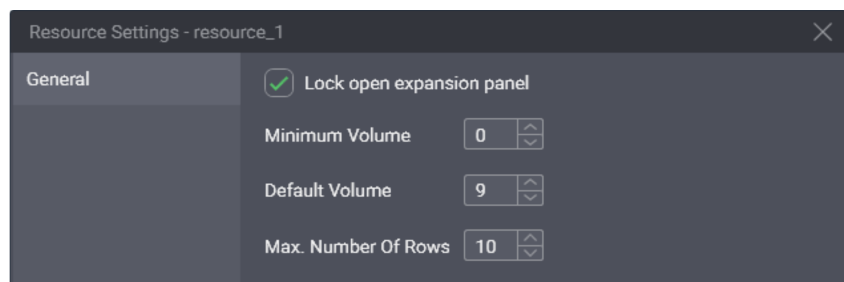 Resource Settings - resource_1
General
Lock open expansion panel
Minimum Volume 0
Default Volume 9
Max. Number Of Rows 10